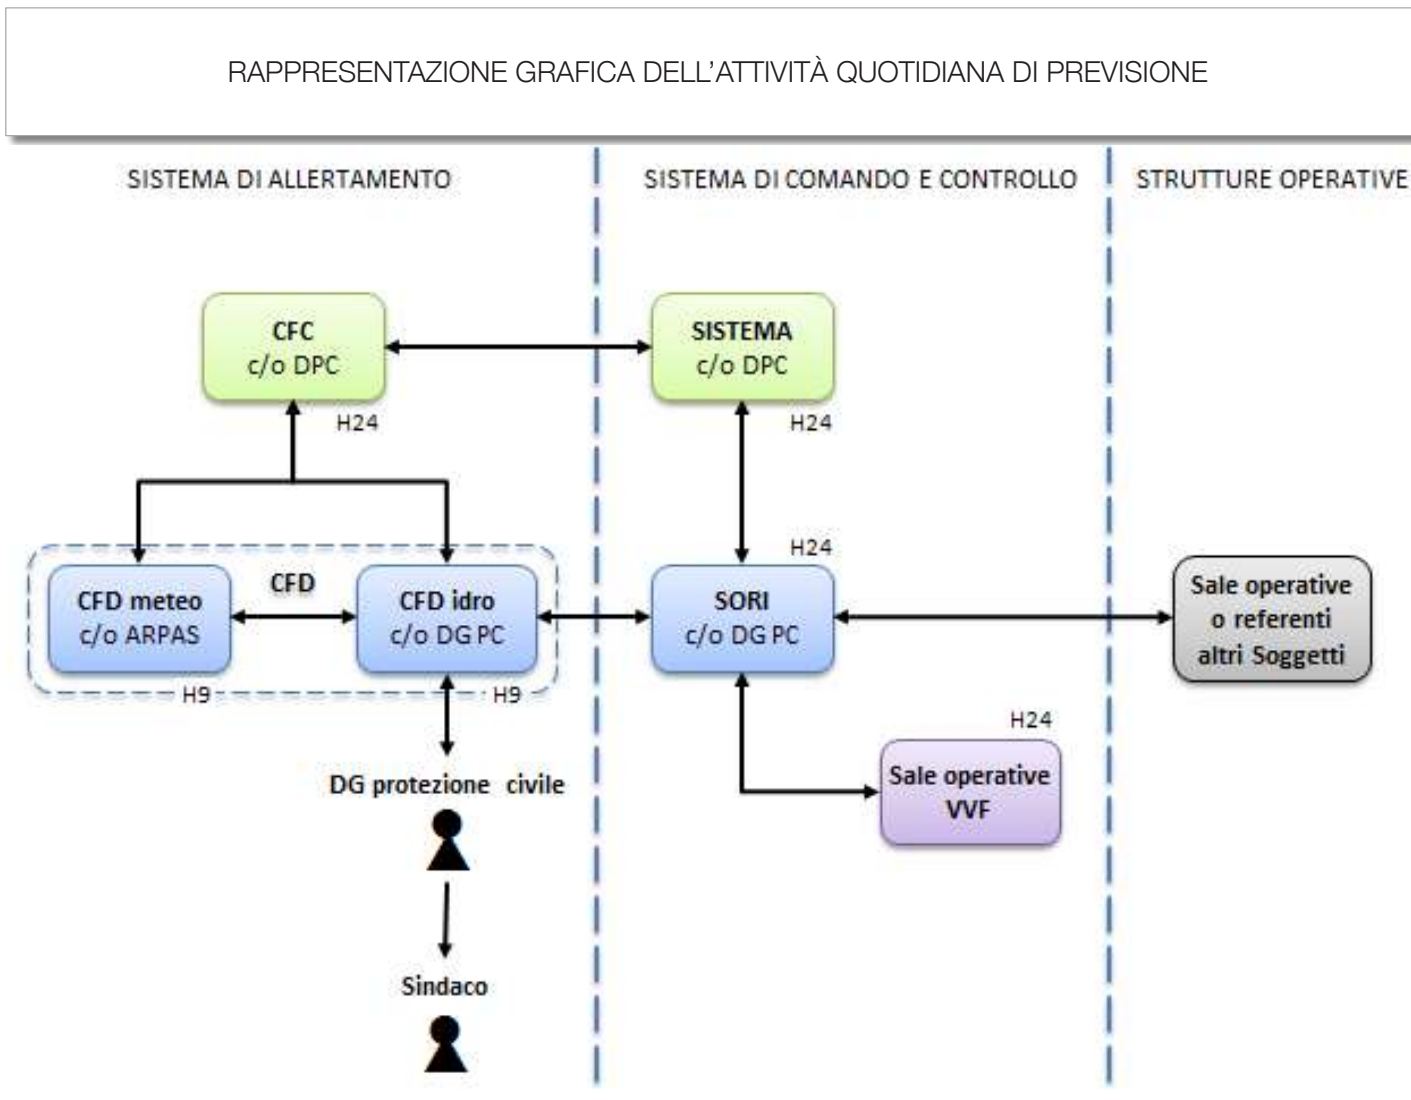 RAPPRESENTAZIONE GRAFICA DELL'ATTIVITÀ QUOTIDIANA DI PREVISIONE
SISTEMA DI ALLERTAMENTO
SISTEMA DI COMANDO E CONTROLLO
STRUTTURE OPERATIVE
CFC
c/o DPC
H24
SISTEMA
c/o DPC
H24
CFD
CFD meteo
c/o ARPAS
H9
CFD idro
c/o DG PC
H9
H24
SORI
c/o DG PC
Sale operative
o referenti
altri Soggetti
H24
Sale operative
VVF
DG protezione civile
Sindaco